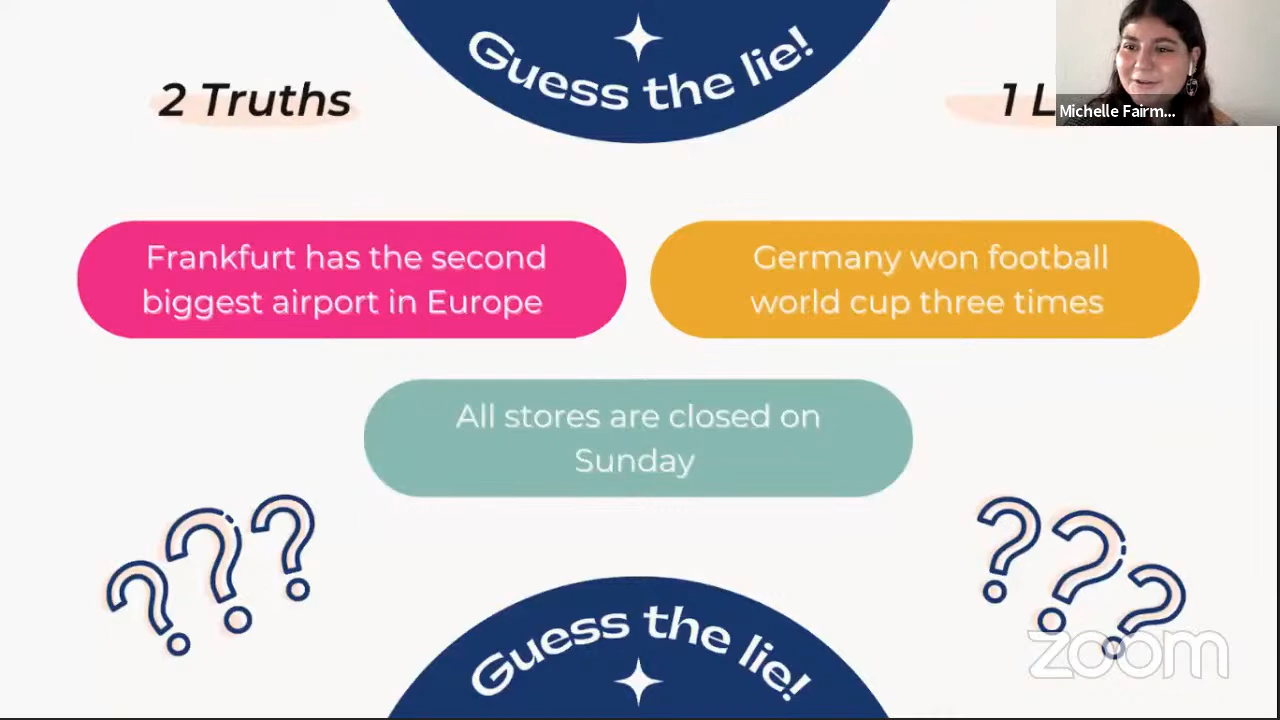 Guess the lie!
2 Truths
1 L
Michelle Fairm...
Frankfurt has the second
biggest airport in Europe
Germany won football
world cup three times
All stores are closed on
Sunday
Guess the lie!
zoom